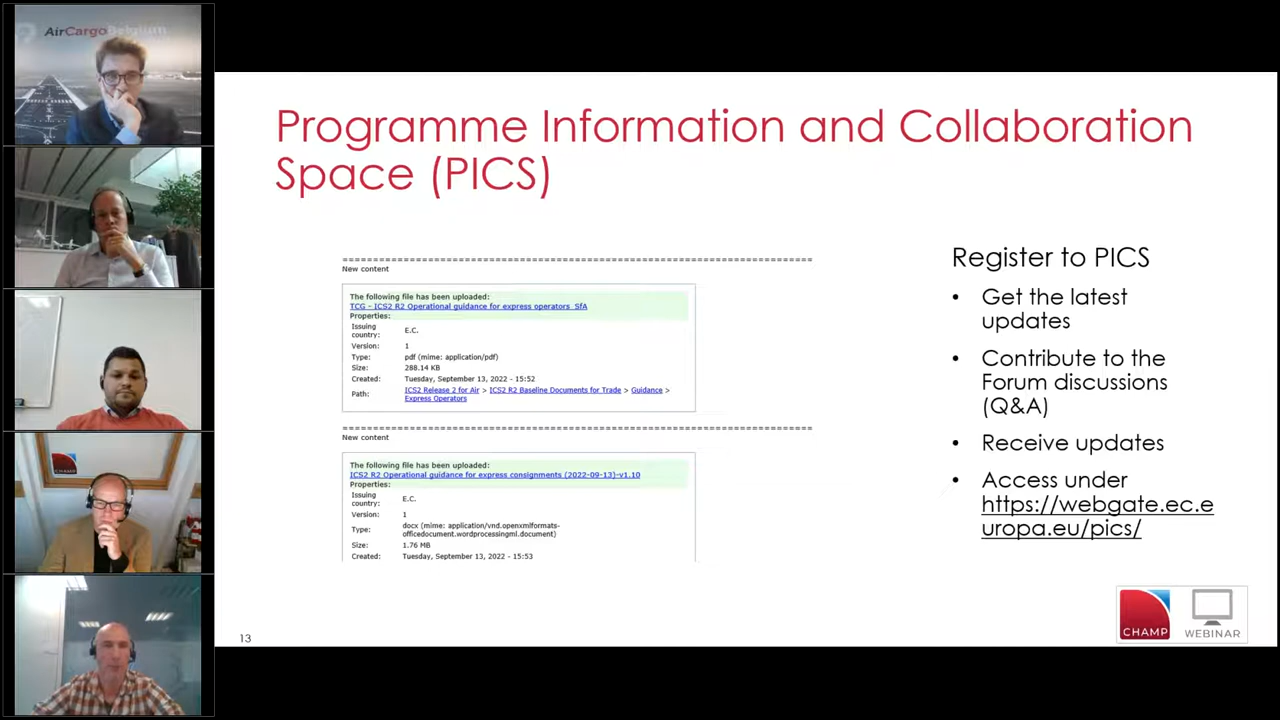 AirCargoBelgium
Programme Information and Collaboration
Space (PICS)
================================================================================
New content
The following file has been uploaded:
TCG - ICS2 R2 Operational guidance for express operators_SfA
Properties:
Issuing
country: E.C.
Version: 1
Type: pdf (mime: application/pdf)
Size: 288.14 KB
Created: Tuesday, September 13, 2022 - 15:52
Path: ICS2 Release 2 for Air > ICS2 R2 Baseline Documents for Trade > Guidance >
Express Operators
================================================================================
New content
The following file has been uploaded:
ICS2 R2 Operational guidance for express consignments (2022-09-13)-v1.10
Properties:
Issuing
country: E.C.
Version: 1
Type: docx (mime: application/vnd.openxmlformats-
officedocument.wordprocessingml.document)
Size: 1.76 MB
Created: Tuesday, September 13, 2022 - 15:53
Register to PICS
• Get the latest
updates
• Contribute to the
Forum discussions
(Q&A)
• Receive updates
• Access under
https://webgate.ec.e
uropa.eu/pics/
CHAMP
CHAMP
WEBINAR
13